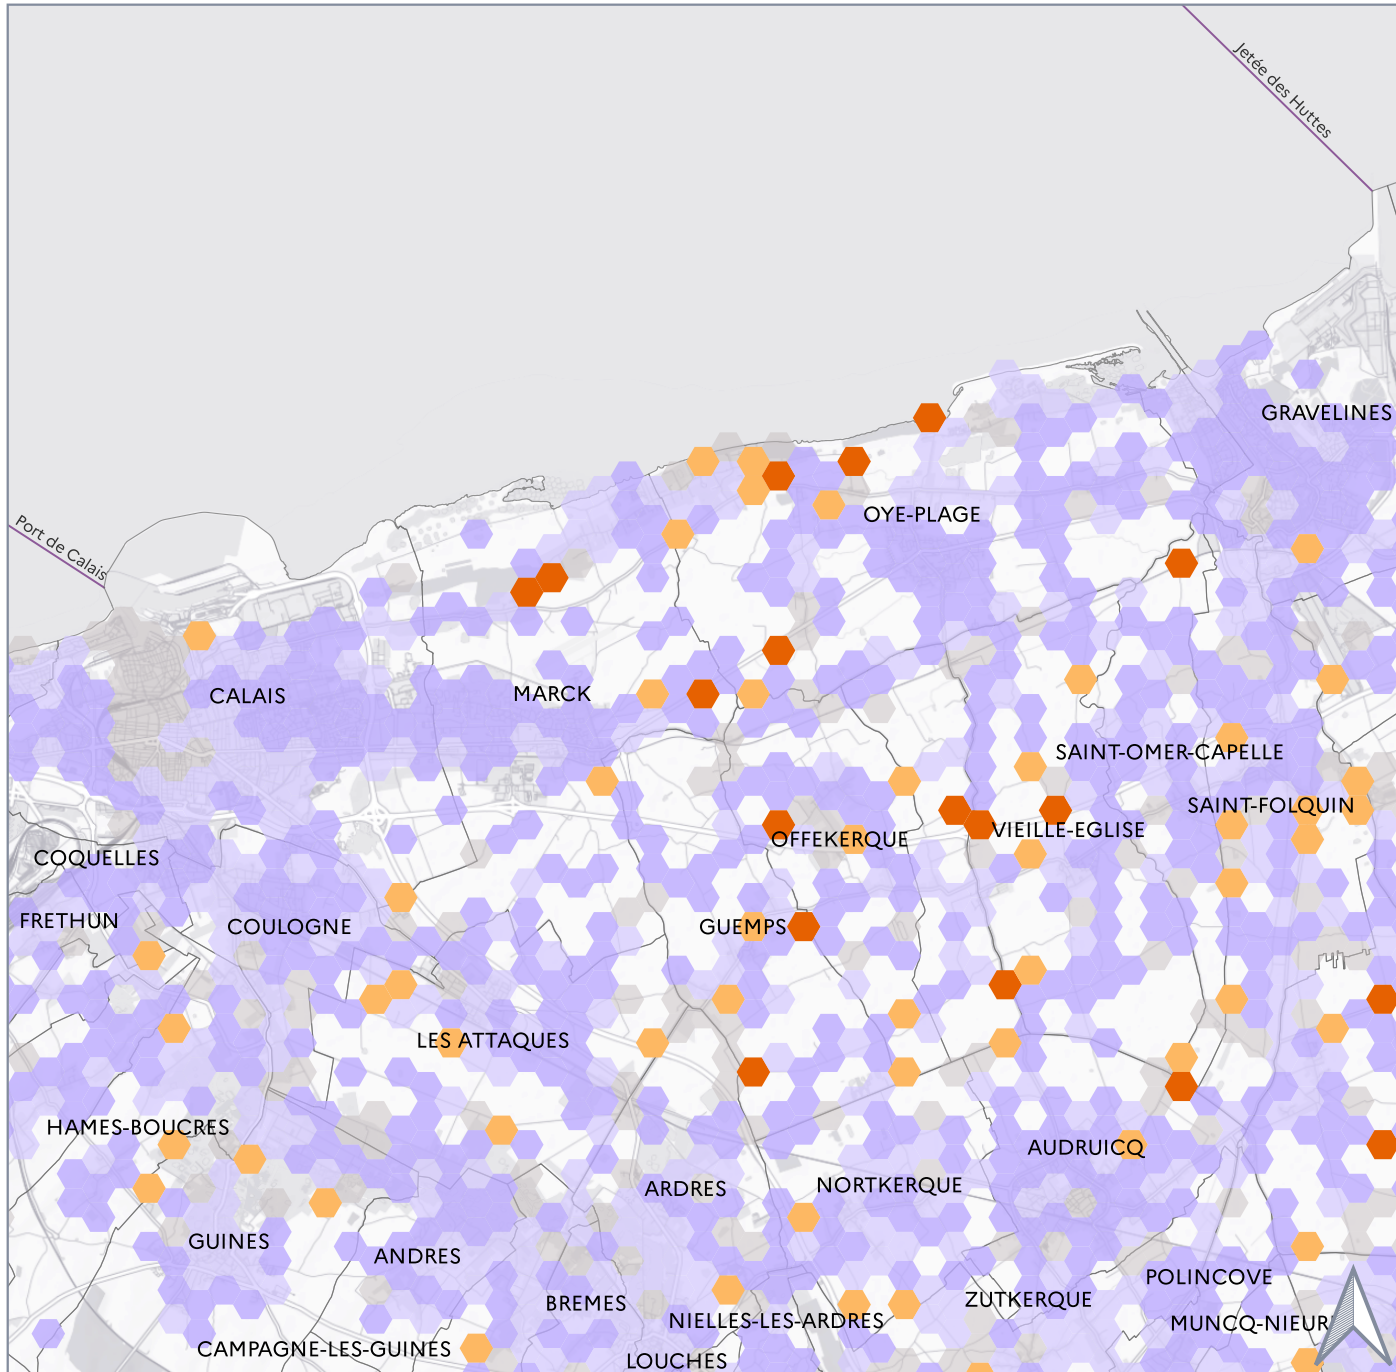 Jetée des Huttes
GRAVELINES
OYE-PLAGE
Port de Calais
CALAIS
MARCK
SAINT-OMER-CAPELLE
SAINT-FOLQUIN
VIEILLE-EGLISE
OFFEKERQUE
COQUELLES
FRETHUN
COULOGNE
GUEMPS
LES ATTAQUES
HAMES-BOUCRES
AUDRUICQ
NORTKERQUE
ARDRES
GUINES
ANDRES
POLINCOVE
ZUTKERQUE
BREMES
NIELLES-LES-ARDRES
MUNCQ-NIEUR
CAMPAGNE-LES-GUINES
LOUCHES